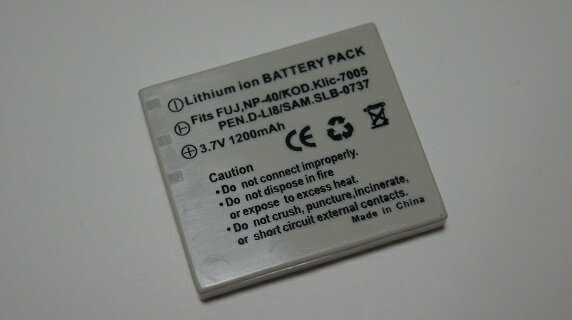 Lithium ion BATTERY PACK
Fits FUJ,NP-40/KOD.Klic-7005
PEN.D-LI8/SAM.SLB-0737
3.7V 1200mAh
CE
Caution
• Do not connect improperly.
• Do not dispose in fire
or expose to excess heat.
• Do not crush, puncture, incinerate,
or short circuit external contacts.
Made in China